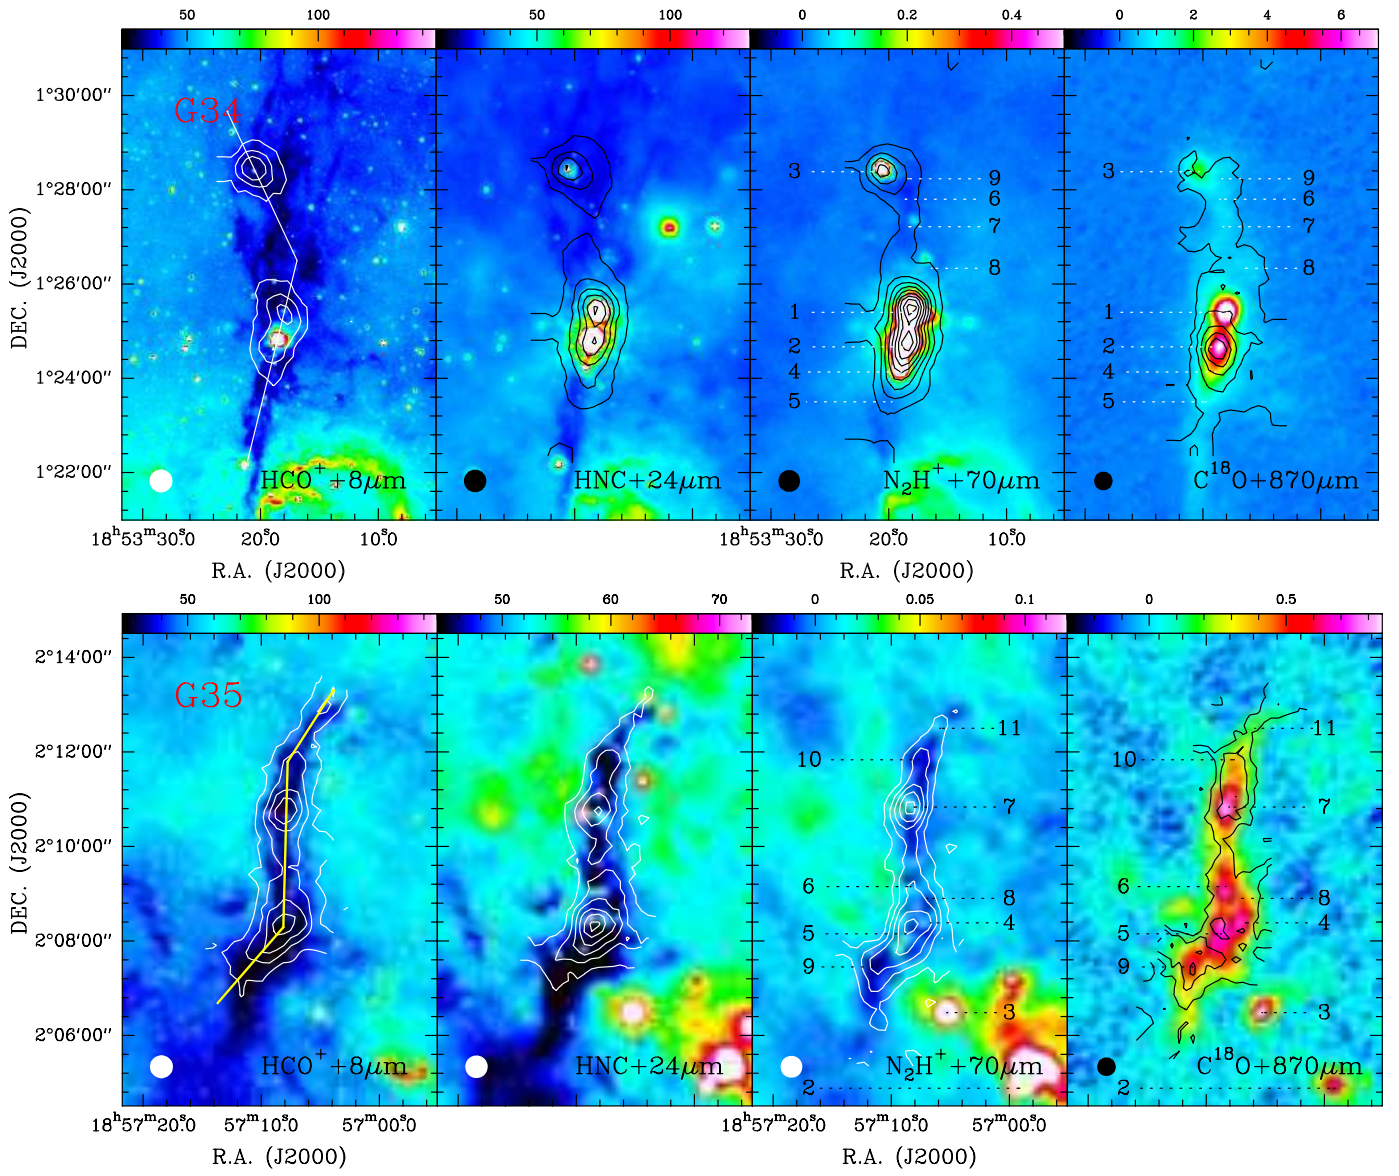 50 100 50 100 0 0.2 0.4 0 2 4 6
1°30′00″
G34
3 9 3 9
1°28′00″
6 6
7 7
DEC. (J2000)
8 8
1°26′00″
1 1
2 2
1°24′00″
4 4
5 5
1°22′00″
HCO⁺+8μm HNC+24μm N₂H⁺+70μm C¹⁸O+870μm
18ʰ53ᵐ30ˢ.0 20ˢ.0 10ˢ.0 18ʰ53ᵐ30ˢ.0 20ˢ.0 10ˢ.0
R.A. (J2000) R.A. (J2000)
50 100 50 60 70 0 0.05 0.1 0 0.5
2°14′00″
G35
11 11
2°12′00″
10 10
7 7
2°10′00″
DEC. (J2000)
6 6
8 8
4 4
2°08′00″
5 5
9 9
3 3
2°06′00″
HCO⁺+8μm HNC+24μm N₂H⁺+70μm C¹⁸O+870μm
2 2
18ʰ57ᵐ20ˢ.0 57ᵐ10ˢ.0 57ᵐ00ˢ.0 18ʰ57ᵐ20ˢ.0 57ᵐ10ˢ.0 57ᵐ00ˢ.0
R.A. (J2000) R.A. (J2000)